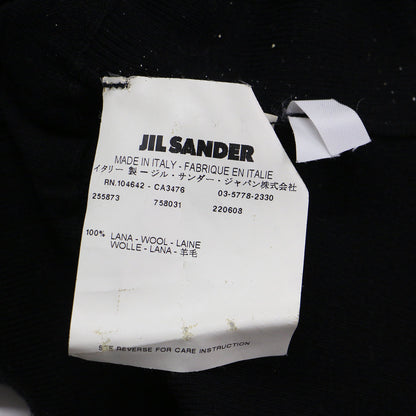 JIL SANDER
MADE IN ITALY - FABRIQUE EN ITALIE
イタリー 製 ージル・サンダー・ジャパン株式会社
RN.104642 - CA3476 03-5778-2330
255873 758031 220608
100% LANA - WOOL - LAINE
WOLLE - LANA - 羊毛
SEE REVERSE FOR CARE INSTRUCTION